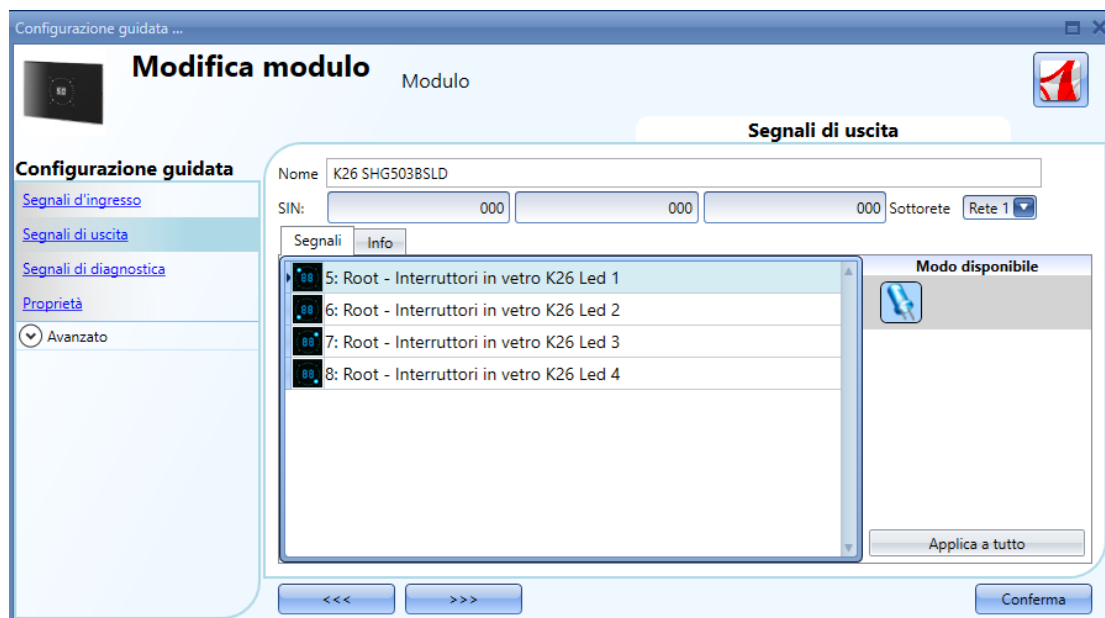 Configurazione guidata ...
Modifica modulo
Modulo
Segnali di uscita
Configurazione guidata
Segnali d'ingresso
Segnali di uscita
Segnali di diagnostica
Proprietà
Avanzato
Nome K26 SHG503BSLD
SIN: 000 000 000 Sottorete Rete 1
Segnali Info
5: Root - Interruttori in vetro K26 Led 1
6: Root - Interruttori in vetro K26 Led 2
7: Root - Interruttori in vetro K26 Led 3
8: Root - Interruttori in vetro K26 Led 4
Modo disponibile
Applica a tutto
<<< >>> Conferma